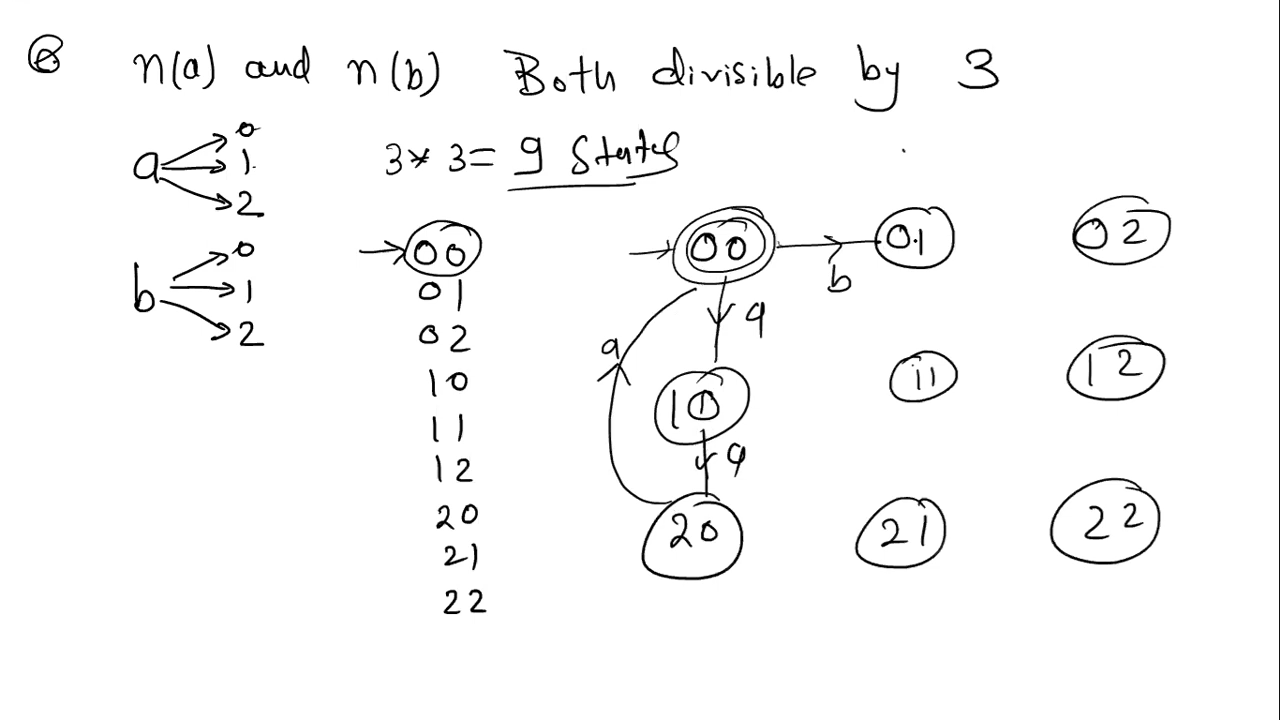 Q n(a) and n(b) Both divisible by 3
a 0
1
2
3 * 3 = 9 states
b 0
1
2
00
01
02
10
11
12
20
21
22
00 b 01 02
a a
10 11 12
a
20 21 22